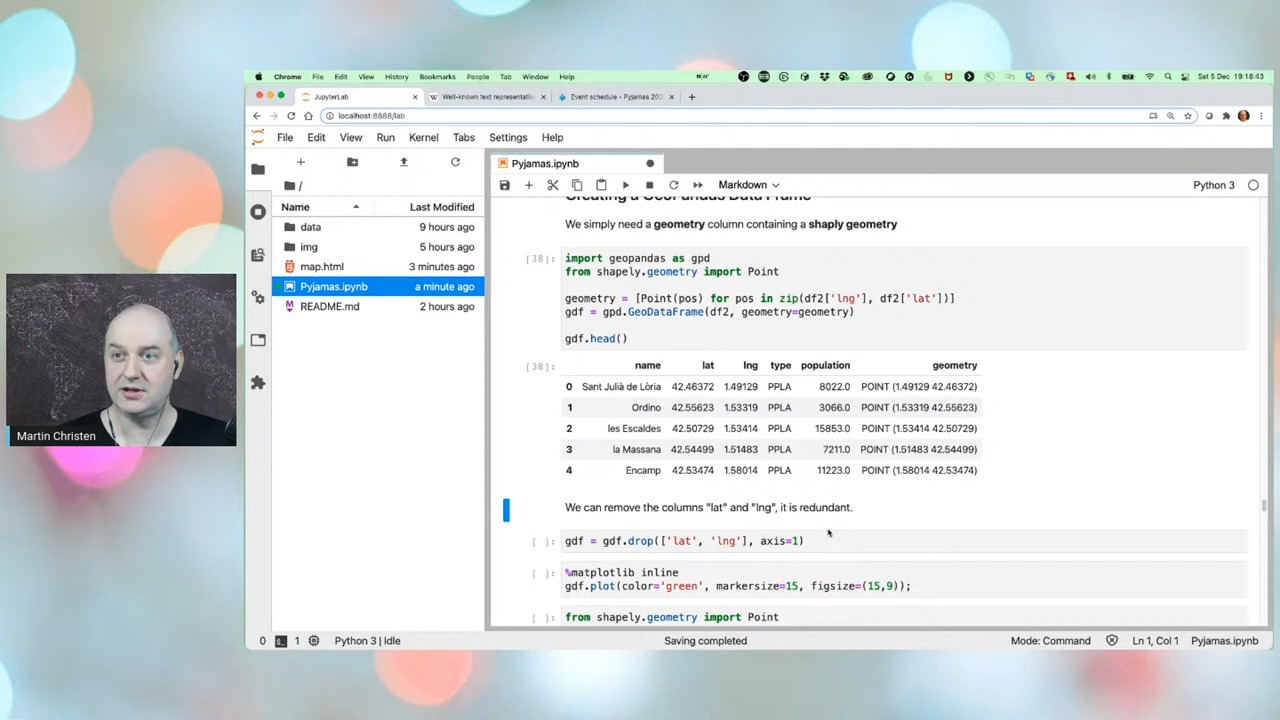 Chrome File Edit View History Bookmarks People Tab Window Help Sat 5 Dec 19:18:43
JupyterLab Well-known text representatio Event schedule - Pyjamas 202
localhost:8888/lab
File Edit View Run Kernel Tabs Settings Help
Pyjamas.ipynb
/
Markdown Python 3
Name Last Modified
data 9 hours ago
img 5 hours ago
map.html 3 minutes ago
Pyjamas.ipynb a minute ago
README.md 2 hours ago
Creating a GeoPandas Data Frame
We simply need a geometry column containing a shaply geometry
[38]: import geopandas as gpd
from shapely.geometry import Point
geometry = [Point(pos) for pos in zip(df2['lng'], df2['lat'])]
gdf = gpd.GeoDataFrame(df2, geometry=geometry)
gdf.head()
[38]: name lat lng type population geometry
0 Sant Julià de Lòria 42.46372 1.49129 PPLA 8022.0 POINT (1.49129 42.46372)
1 Ordino 42.55623 1.53319 PPLA 3066.0 POINT (1.53319 42.55623)
2 les Escaldes 42.50729 1.53414 PPLA 15853.0 POINT (1.53414 42.50729)
3 la Massana 42.54499 1.51483 PPLA 7211.0 POINT (1.51483 42.54499)
4 Encamp 42.53474 1.58014 PPLA 11223.0 POINT (1.58014 42.53474)
We can remove the columns "lat" and "lng", it is redundant.
[ ]: gdf = gdf.drop(['lat', 'lng'], axis=1)
[ ]: %matplotlib inline
gdf.plot(color='green', markersize=15, figsize=(15,9));
[ ]: from shapely.geometry import Point
0 1 Python 3 | Idle Saving completed Mode: Command Ln 1, Col 1 Pyjamas.ipynb
Martin Christen